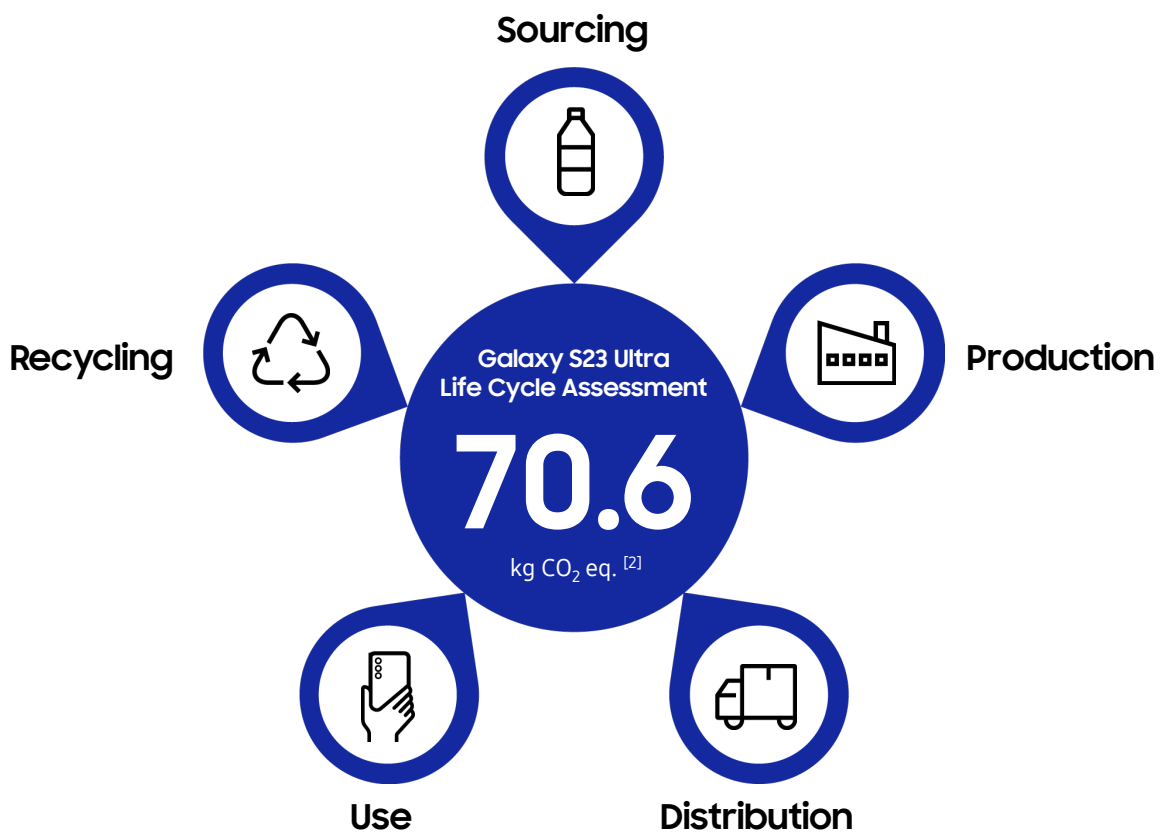 Sourcing
Recycling
Production
Galaxy S23 Ultra
Life Cycle Assessment
70.6
kg CO₂ eq. [2]
Use
Distribution